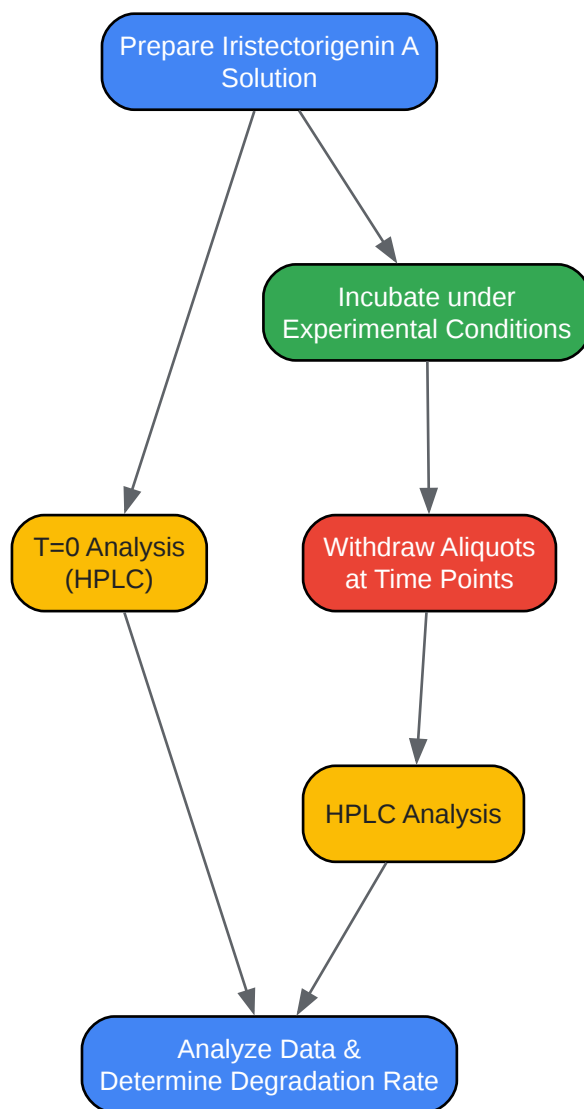 Prepare Iristectorigenin A
Solution
Incubate under
Experimental Conditions
T=0 Analysis
(HPLC)
Withdraw Aliquots
at Time Points
HPLC Analysis
Analyze Data &
Determine Degradation Rate